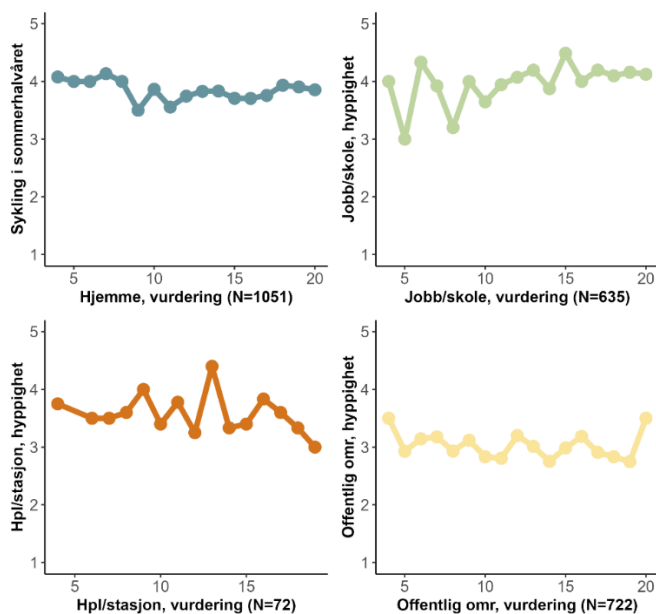 5
4
3
2
1
Sykling i sommerhalvåret
5 10 15 20
Hjemme, vurdering (N=1051)
5
4
3
2
1
Jobb/skole, hyppighet
5 10 15 20
Jobb/skole, vurdering (N=635)
5
4
3
2
1
Hpl/stasjon, hyppighet
5 10 15
Hpl/stasjon, vurdering (N=72)
5
4
3
2
1
Offentlig omr, hyppighet
5 10 15 20
Offentlig omr, vurdering (N=722)